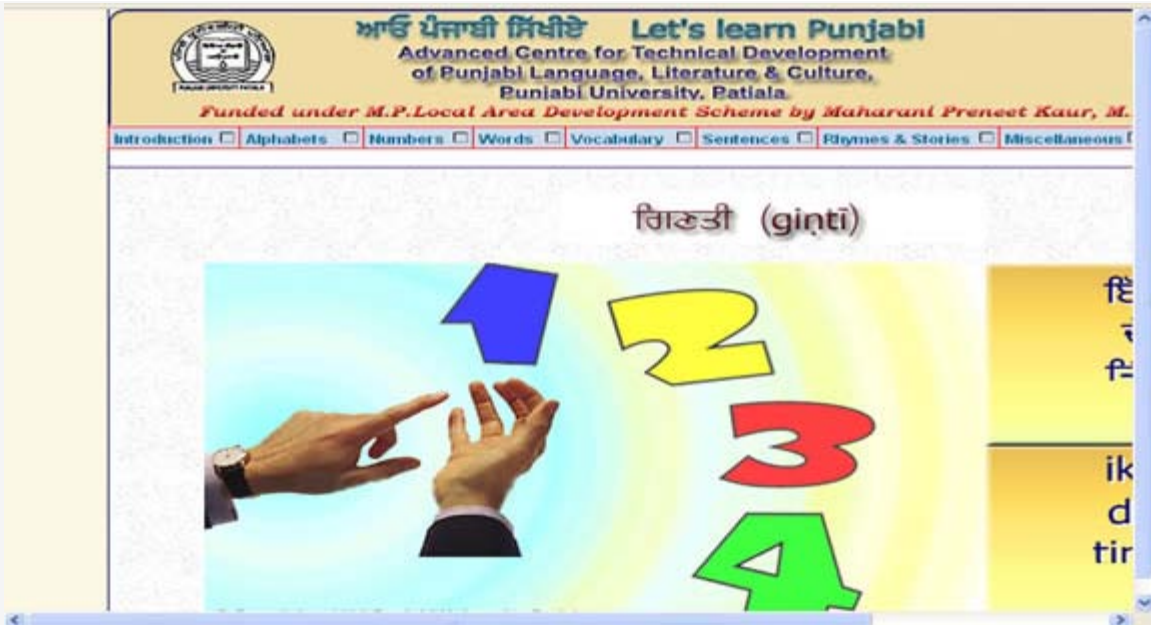 ਆਓ ਪੰਜਾਬੀ ਸਿੱਖੀਏ Let's learn Punjabi
Advanced Centre for Technical Development
of Punjabi Language, Literature & Culture,
Punjabi University, Patiala.
Funded under M.P.Local Area Development Scheme by Maharani Preneet Kaur, M.
Introduction Alphabets Numbers Words Vocabulary Sentences Rhymes & Stories Miscellaneous
ਗਿਣਤੀ (giṇtī)
1
2
3
4
ik
d
tir